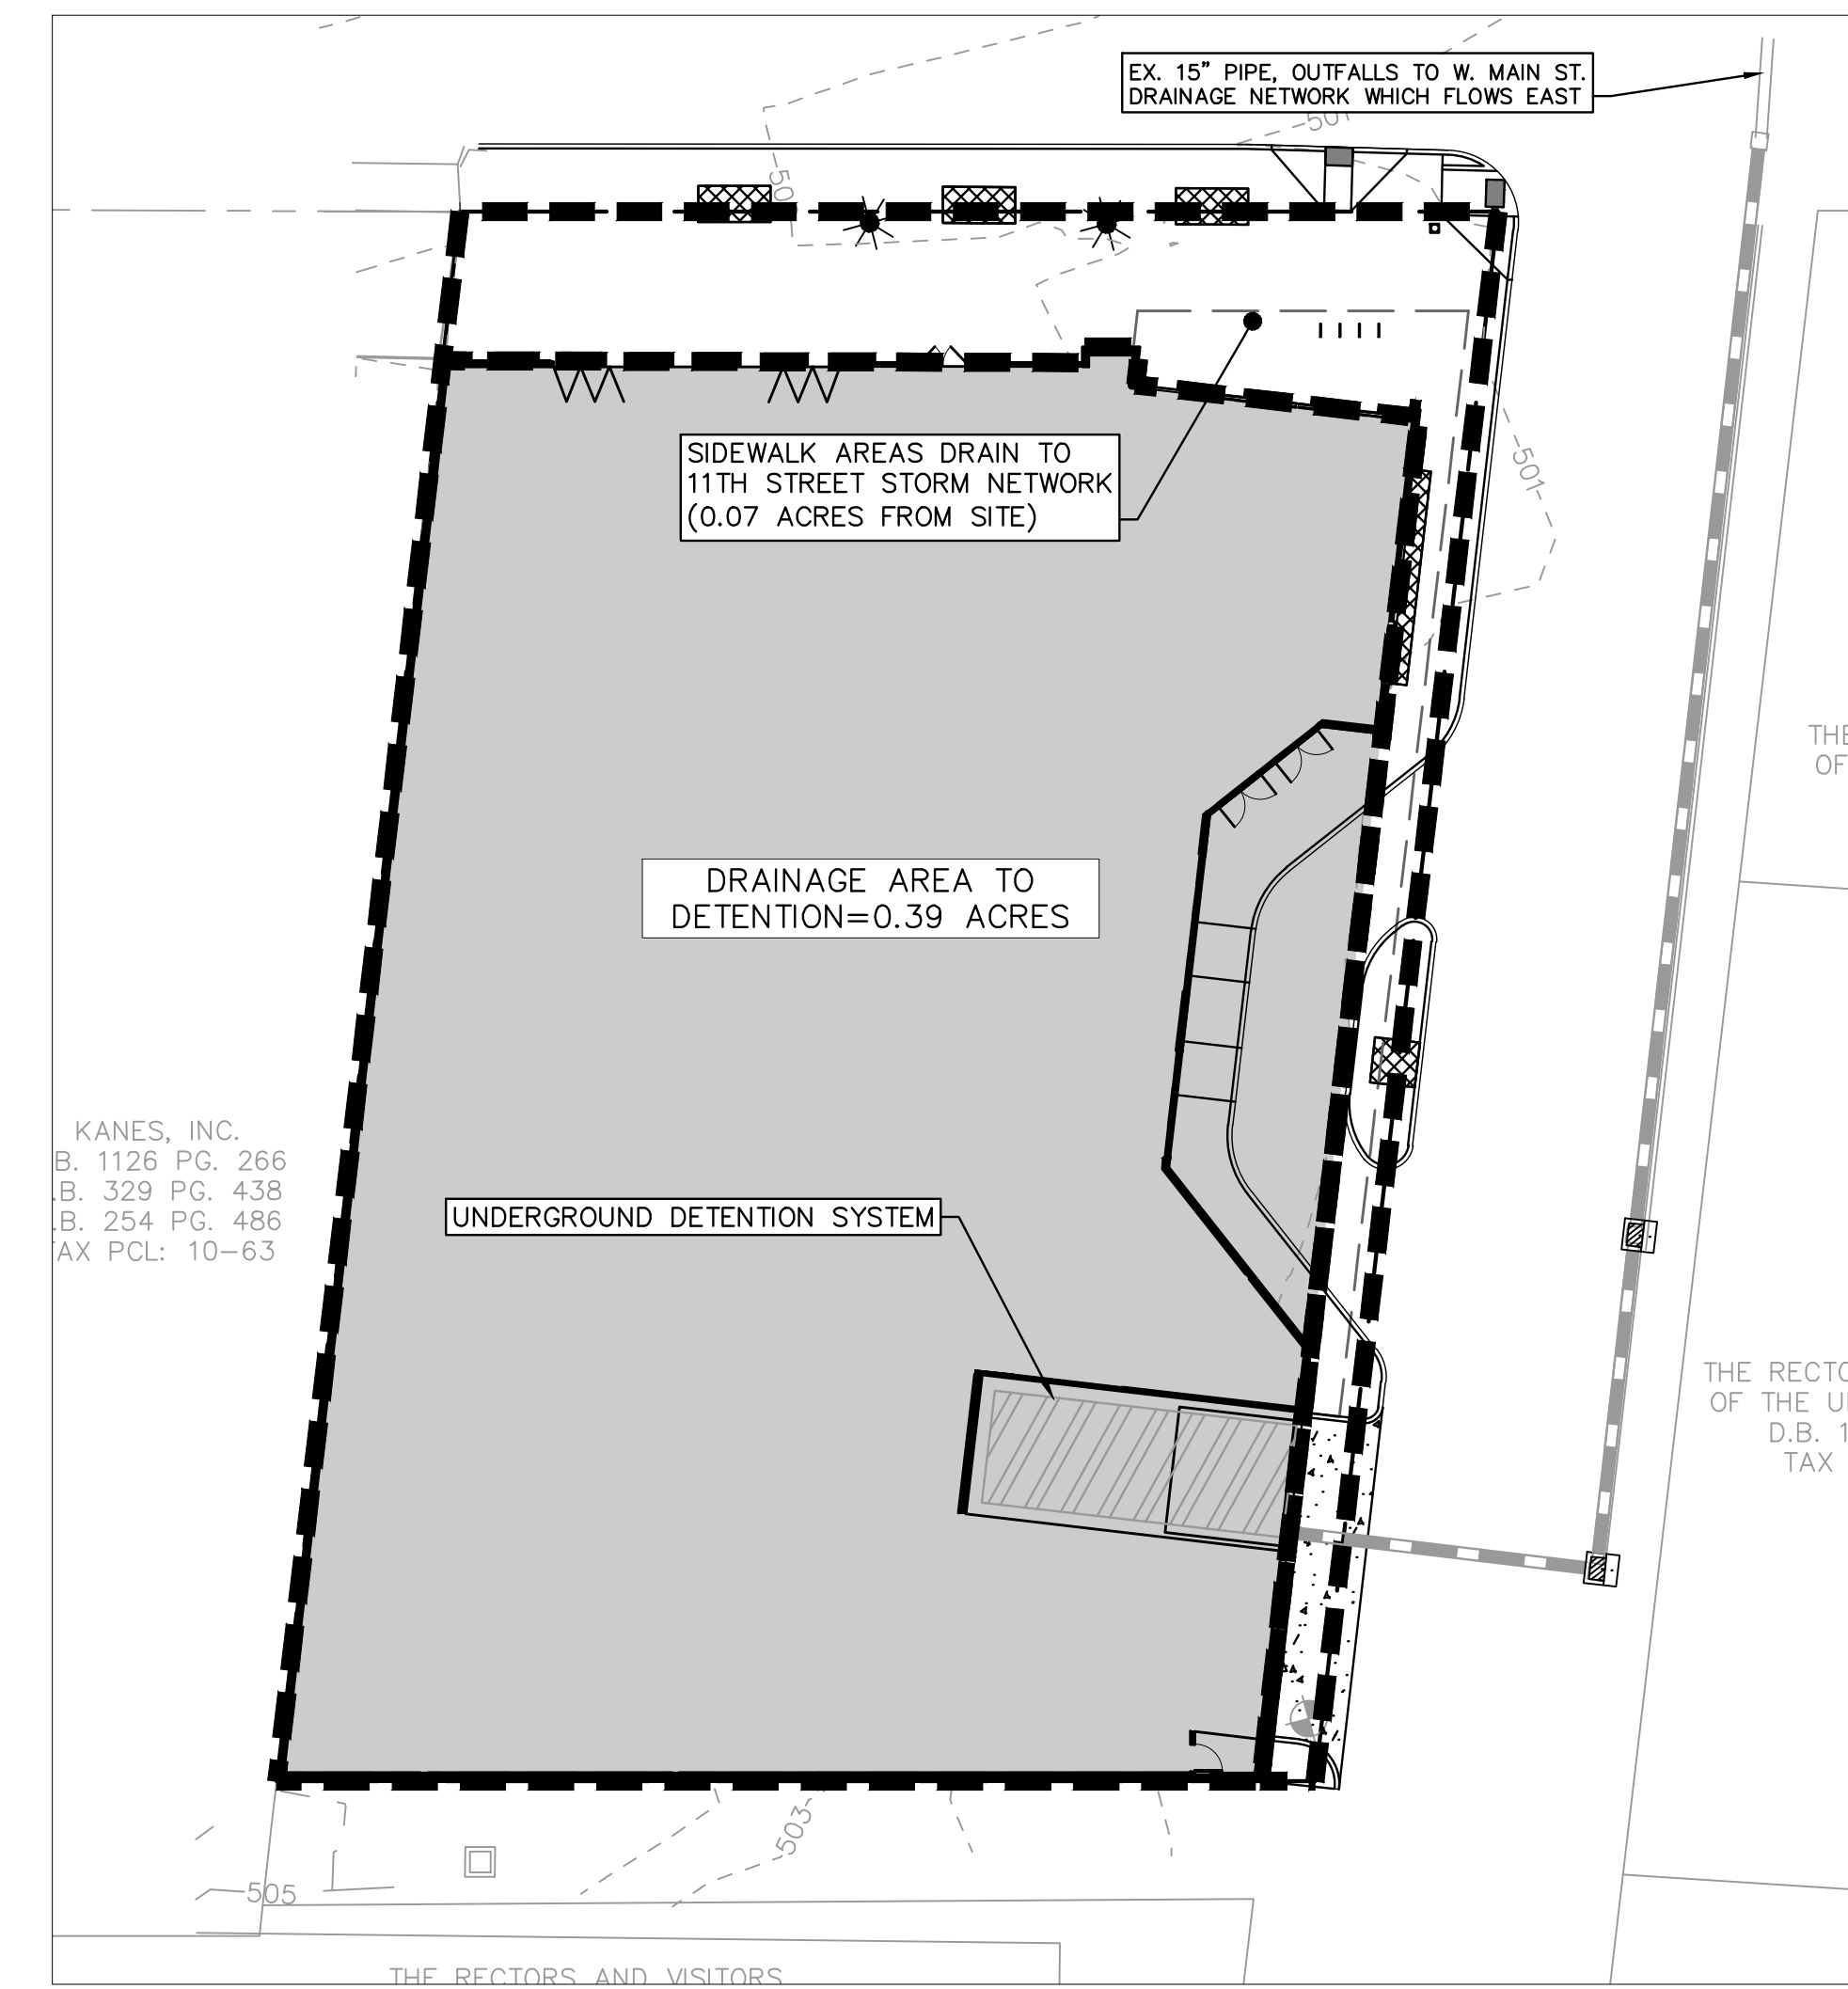 EX. 15" PIPE, OUTFALLS TO W. MAIN ST.
DRAINAGE NETWORK WHICH FLOWS EAST
501
50
SIDEWALK AREAS DRAIN TO
11TH STREET STORM NETWORK
(0.07 ACRES FROM SITE)
501
THE
OF
DRAINAGE AREA TO
DETENTION=0.39 ACRES
KANES, INC.
B. 1126 PG. 266
.B. 329 PG. 438
.B. 254 PG. 486
TAX PCL: 10-63
UNDERGROUND DETENTION SYSTEM
THE RECTO
OF THE U
D.B. 1
TAX
503
505
THE RECTORS AND VISITORS